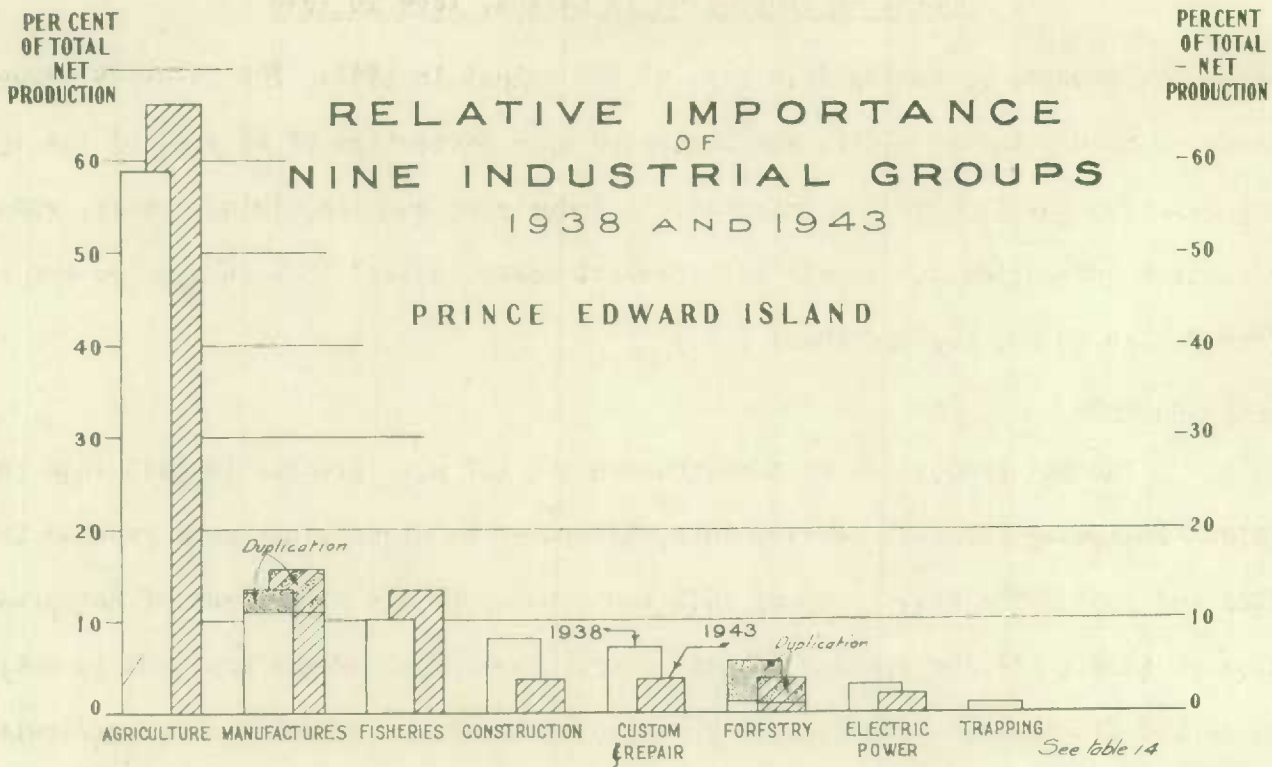 PER CENT
OF TOTAL
NET
PRODUCTION
PERCENT
OF TOTAL
- NET
PRODUCTION
RELATIVE IMPORTANCE
OF
NINE INDUSTRIAL GROUPS
1938 AND 1943
PRINCE EDWARD ISLAND
60
50
40
30
20
10
0
-60
-50
-40
-30
20
10
0
Duplication
1938
1943
Duplication
AGRICULTURE MANUFACTURES FISHERIES CONSTRUCTION CUSTOM & REPAIR FORFSTRY ELECTRIC POWER TRAPPING
See table 14